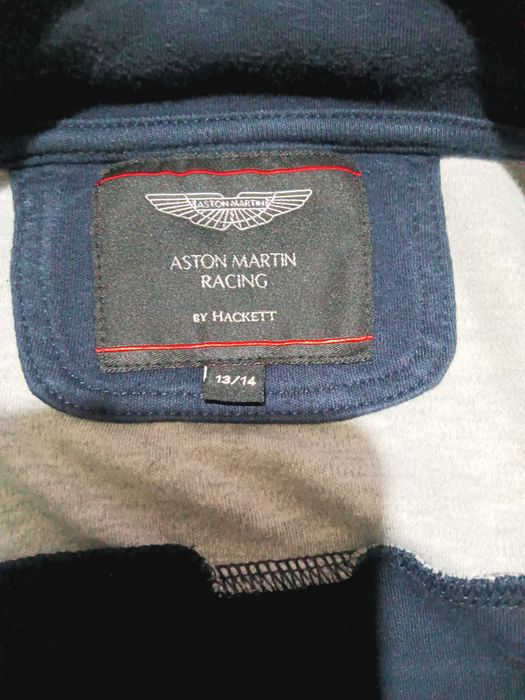 ASTON MARTIN
ASTON MARTIN
RACING
BY HACKETT
13/14